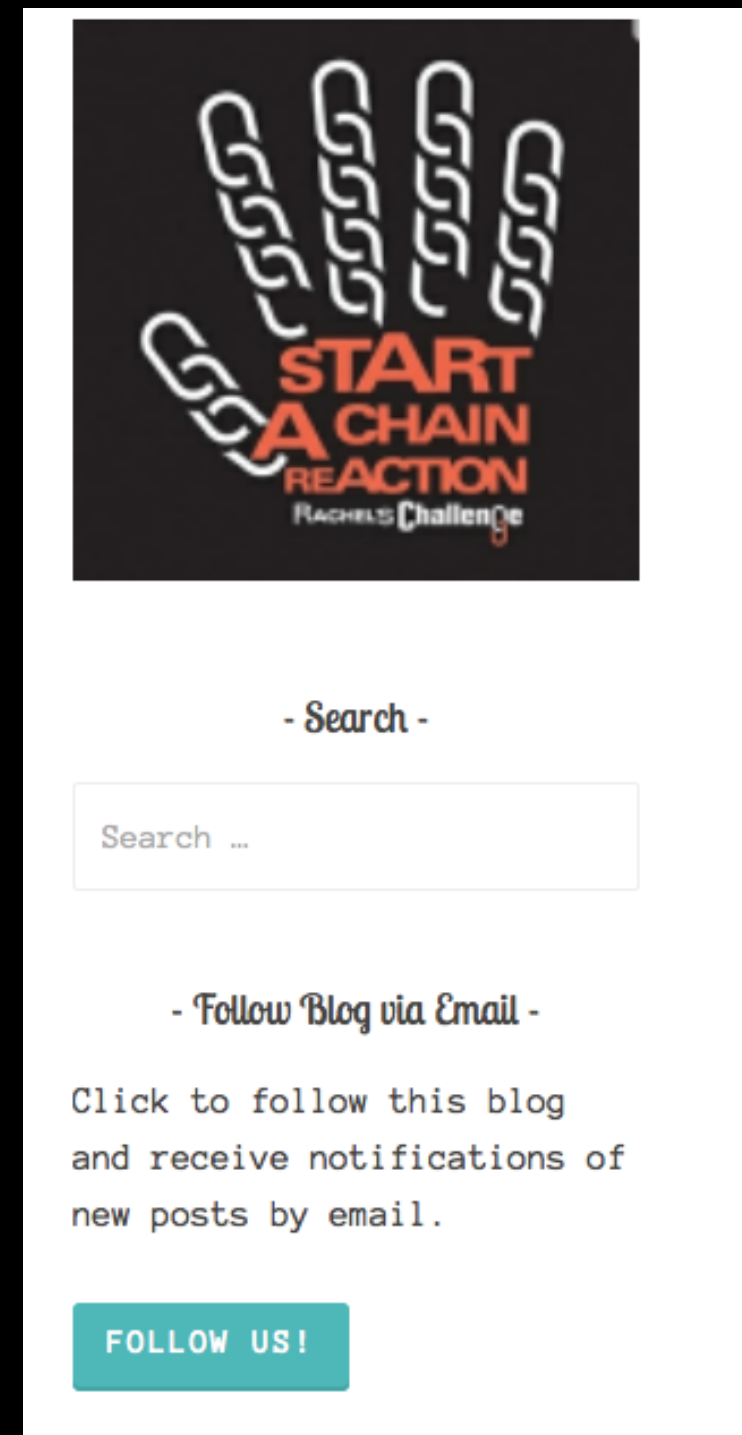 START
A CHAIN
REACTION
RACHEL'S Challenge
- Search -
Search …
- Follow Blog via Email -
Click to follow this blog
and receive notifications of
new posts by email.
FOLLOW US!